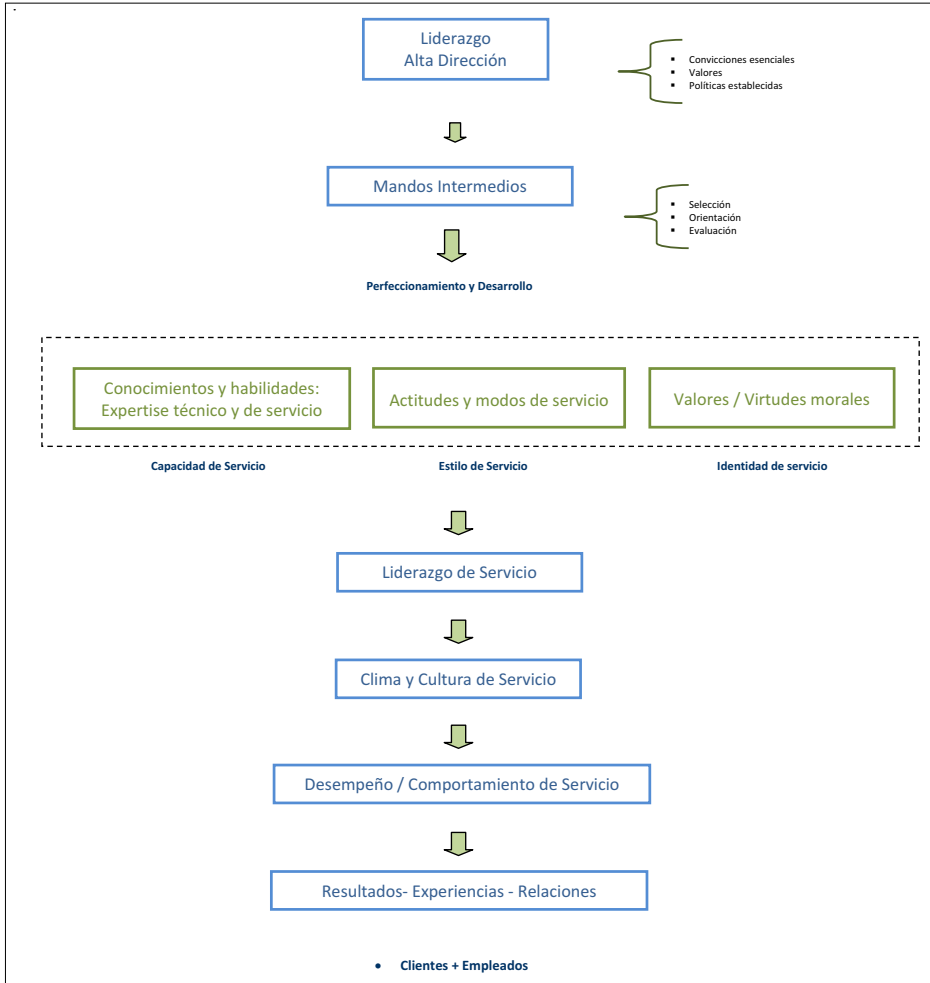 Liderazgo
Alta Dirección
▪ Convicciones esenciales
▪ Valores
▪ Políticas establecidas
Mandos Intermedios
▪ Selección
▪ Orientación
▪ Evaluación
Perfeccionamiento y Desarrollo
Conocimientos y habilidades:
Expertise técnico y de servicio
Actitudes y modos de servicio
Valores / Virtudes morales
Capacidad de Servicio
Estilo de Servicio
Identidad de servicio
Liderazgo de Servicio
Clima y Cultura de Servicio
Desempeño / Comportamiento de Servicio
Resultados- Experiencias - Relaciones
• Clientes + Empleados